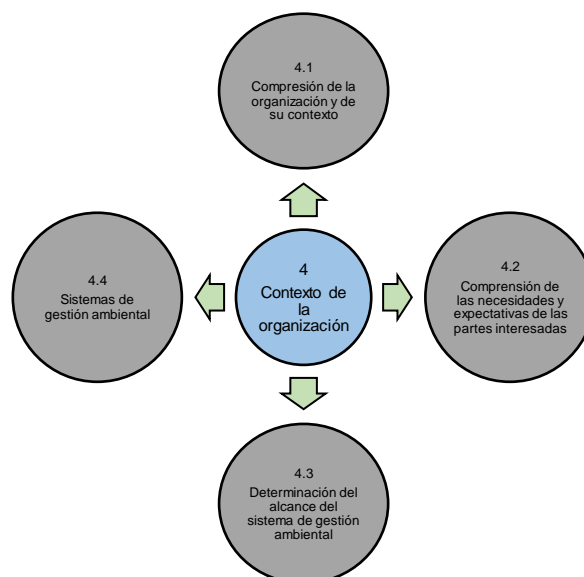 4.1
Compresión de la
organización y de
su contexto
4.4
Sistemas de
gestión ambiental
4
Contexto de
la
organización
4.2
Comprensión de
las necesidades y
expectativas de las
partes interesadas
4.3
Determinación del
alcance del
sistema de gestión
ambiental